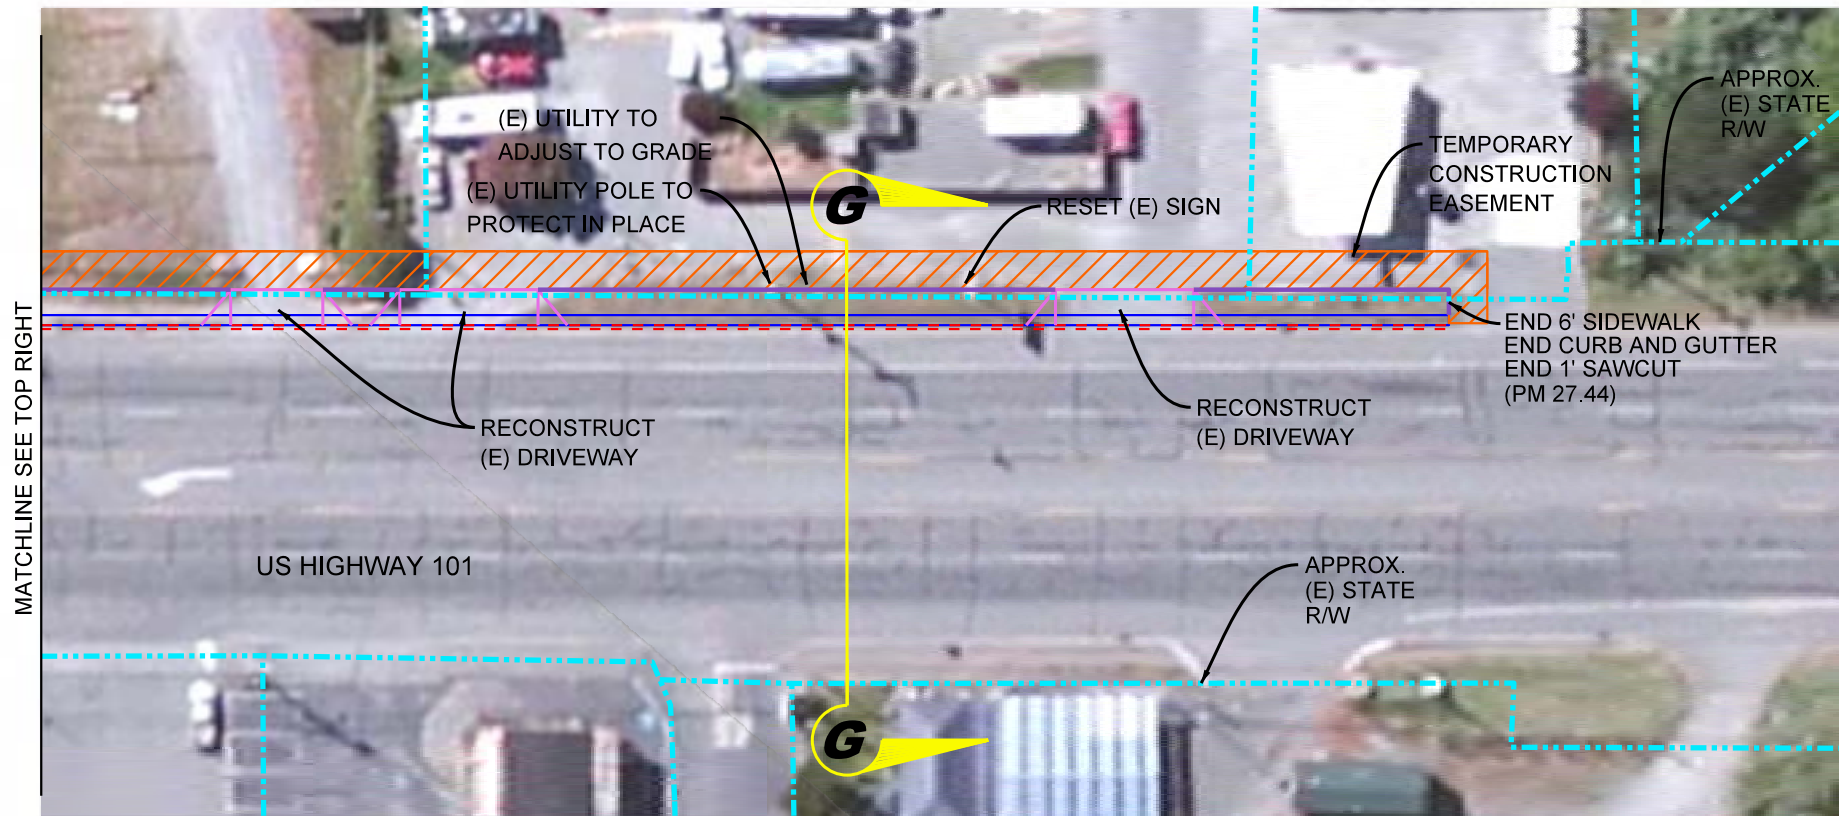 APPROX.
(E) STATE
R/W
(E) UTILITY TO
ADJUST TO GRADE
TEMPORARY
CONSTRUCTION
EASEMENT
(E) UTILITY POLE TO
PROTECT IN PLACE
G
RESET (E) SIGN
MATCHLINE SEE TOP RIGHT
END 6' SIDEWALK
END CURB AND GUTTER
END 1' SAWCUT
(PM 27.44)
RECONSTRUCT
(E) DRIVEWAY
RECONSTRUCT
(E) DRIVEWAY
US HIGHWAY 101
APPROX.
(E) STATE
R/W
G